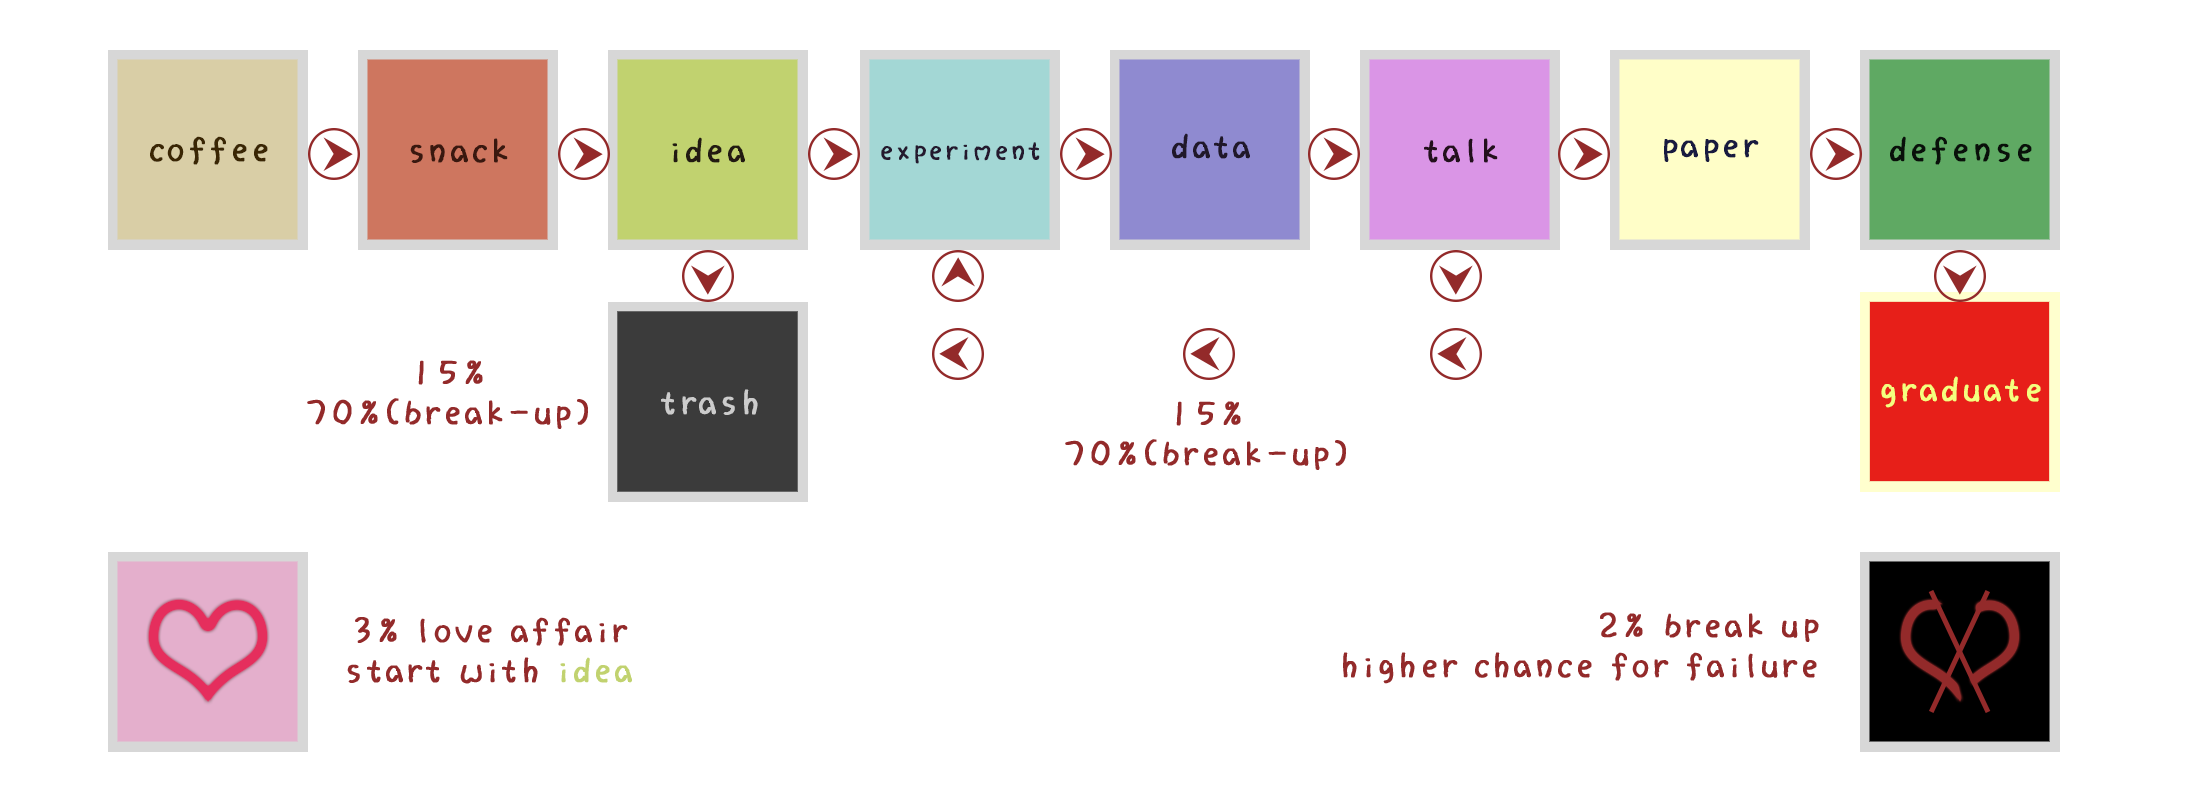 coffee
snack
idea
experiment
data
talk
paper
defense
trash
graduate
15%
70%(break-up)
15%
70%(break-up)
3% love affair
start with idea
2% break up
higher chance for failure